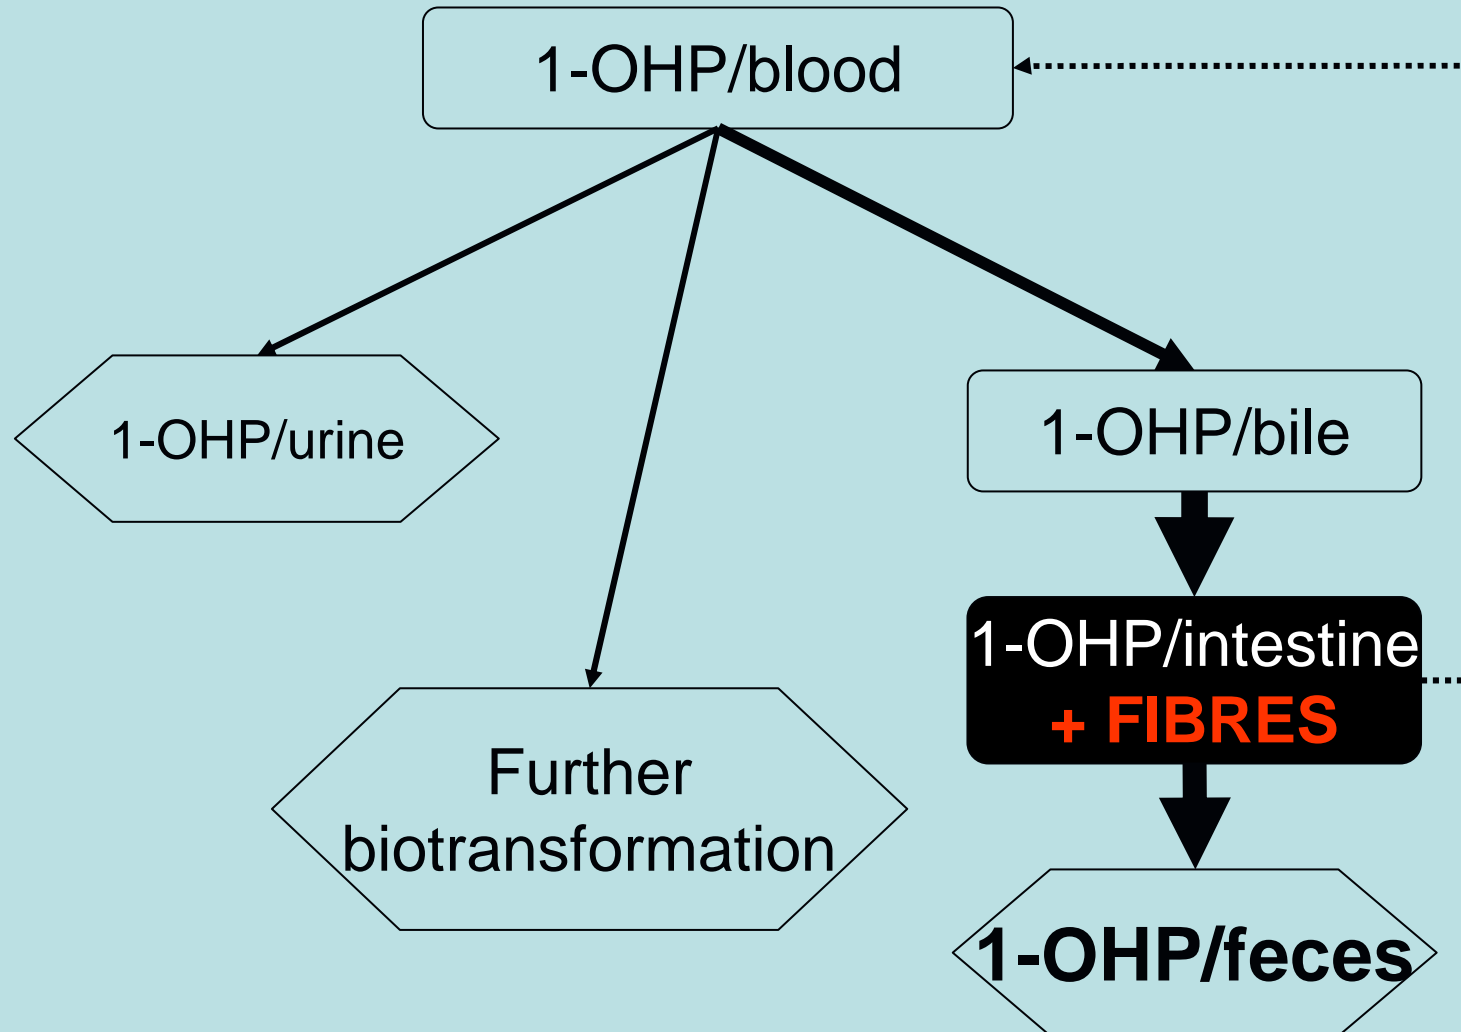 1-OHP/blood
1-OHP/urine
1-OHP/bile
1-OHP/intestine
+ FIBRES
Further
biotransformation
1-OHP/feces